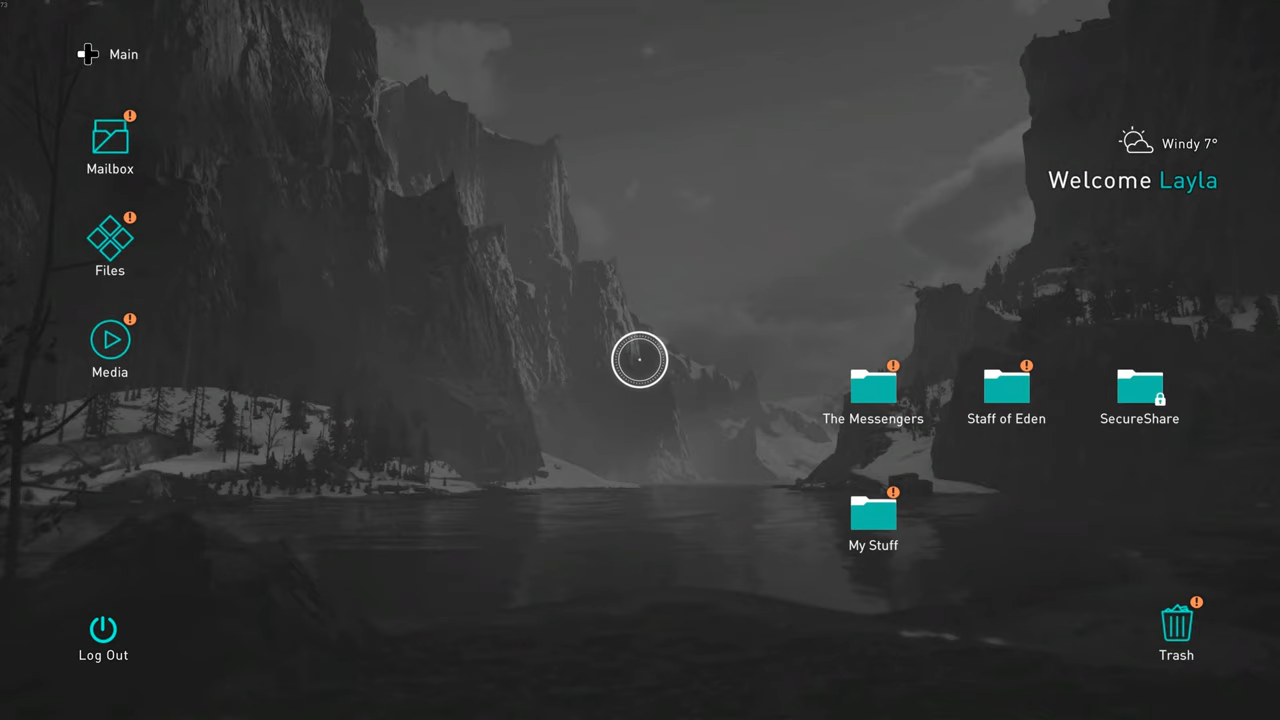 73
Main
Mailbox
Files
Media
Windy 7°
Welcome Layla
The Messengers
Staff of Eden
SecureShare
My Stuff
Log Out
Trash